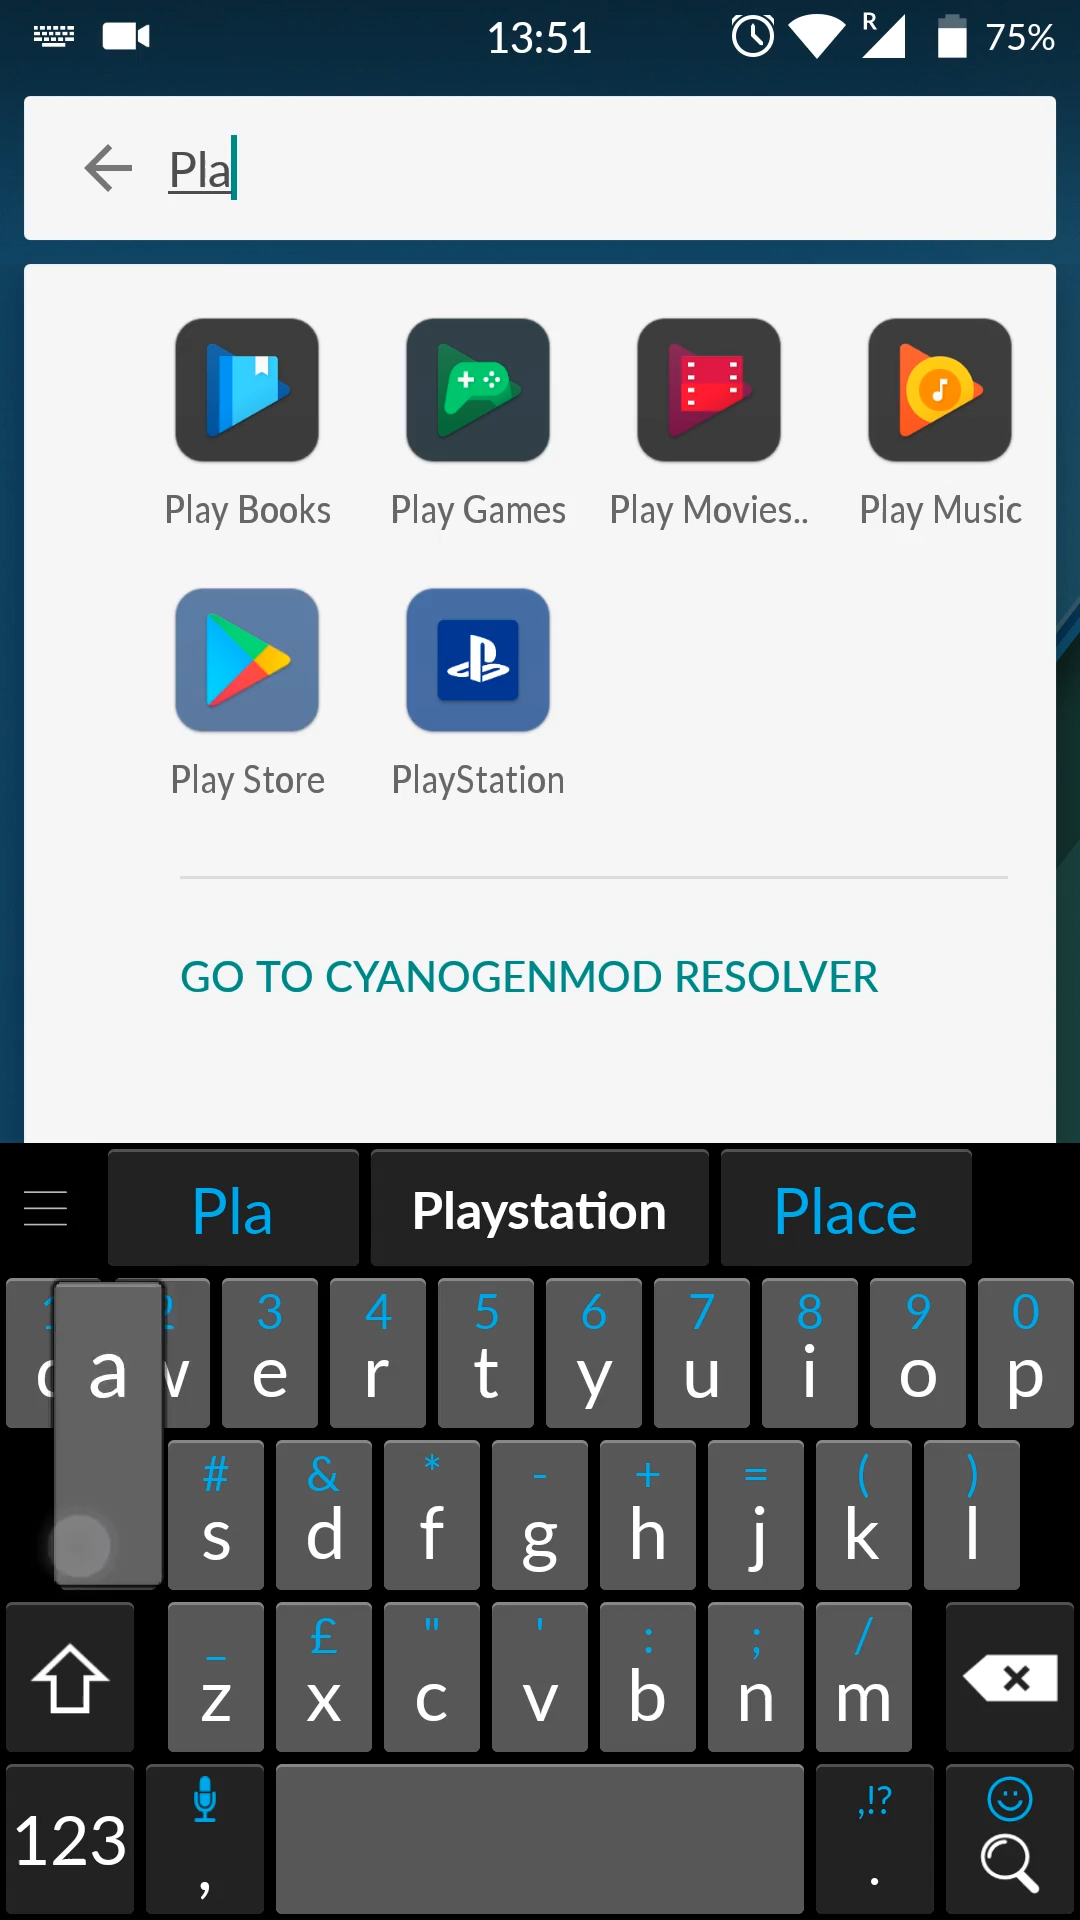 13:51 R 75%
Pla
Play Books Play Games Play Movies.. Play Music
Play Store PlayStation
GO TO CYANOGENMOD RESOLVER
Pla Playstation Place
3 4 5 6 7 8 9 0
a e r t y u i o p
# & * - + = ( )
s d f g h j k l
_ £ " ' : ; /
z x c v b n m
,!?
123 , .